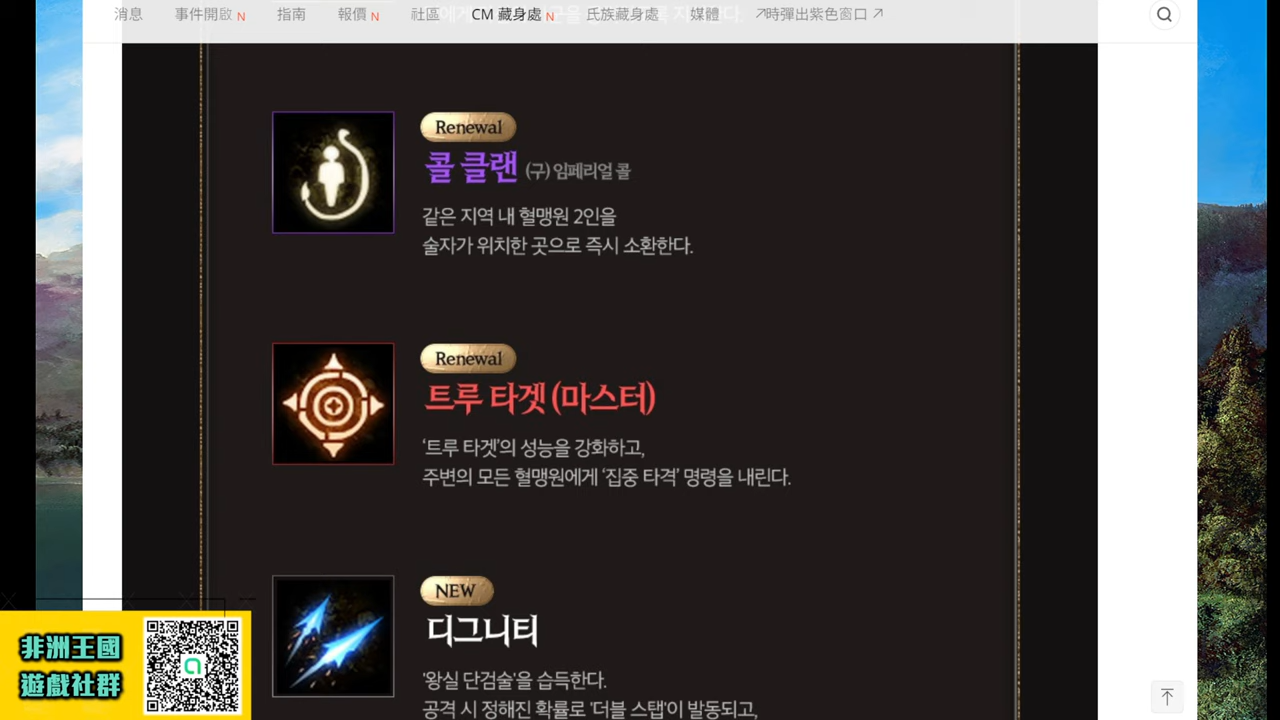 消息 事件開啟 N 指南 報價 N 社區 CM 藏身處 N 氏族藏身處 媒體 ↗時彈出紫色窗口 ↗
Renewal
콜 클랜 (구) 임페리얼 콜
같은 지역 내 혈맹원 2인을
술자가 위치한 곳으로 즉시 소환한다.
Renewal
트루 타겟 (마스터)
'트루 타겟'의 성능을 강화하고,
주변의 모든 혈맹원에게 '집중 타격' 명령을 내린다.
NEW
디그니티
'왕실 단검술'을 습득한다.
공격 시 정해진 확률로 '더블 스탭'이 발동되고,
非洲王國
遊戲社群